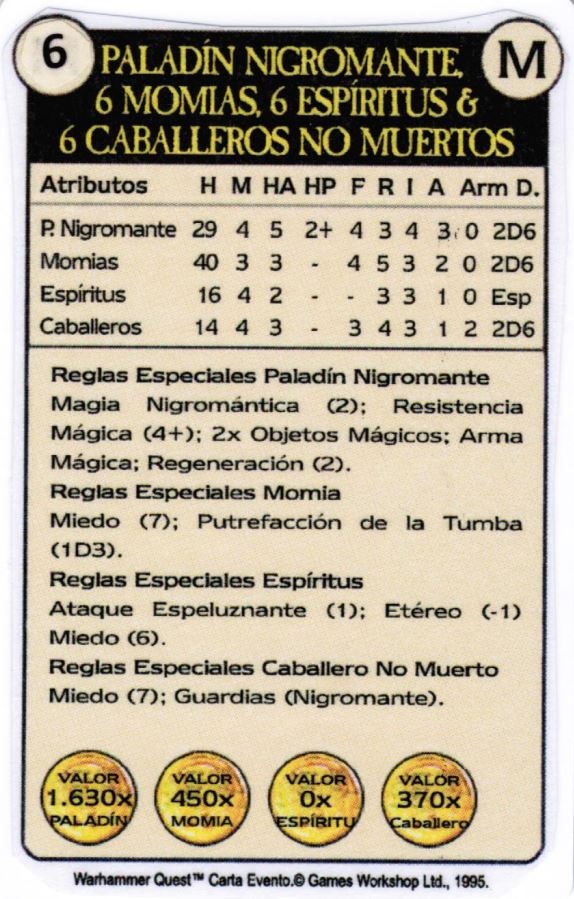 6 PALADÍN NIGROMANTE, M
6 MOMIAS, 6 ESPÍRITUS &
6 CABALLEROS NO MUERTOS
Atributos H M HA HP F R I A Arm D.
P. Nigromante 29 4 5 2+ 4 3 4 3 0 2D6
Momias 40 3 3 - 4 5 3 2 0 2D6
Espíritus 16 4 2 - - 3 3 1 0 Esp
Caballeros 14 4 3 - 3 4 3 1 2 2D6
Reglas Especiales Paladín Nigromante
Magia Nigromántica (2); Resistencia
Mágica (4+); 2x Objetos Mágicos; Arma
Mágica; Regeneración (2).
Reglas Especiales Momia
Miedo (7); Putrefacción de la Tumba
(1D3).
Reglas Especiales Espíritus
Ataque Espeluznante (1); Etéreo (-1)
Miedo (6).
Reglas Especiales Caballero No Muerto
Miedo (7); Guardias (Nigromante).
VALOR
1.630x
PALADÍN
VALOR
450x
MOMIA
VALOR
0x
ESPÍRITU
VALOR
370x
Caballero
Warhammer Quest™ Carta Evento.© Games Workshop Ltd., 1995.